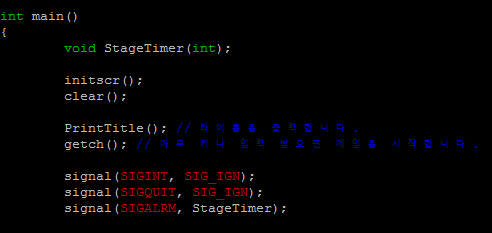 int main()
{
void StageTimer(int);
initscr();
clear();
PrintTitle(); // 타이틀을 출력합니다.
getch(); // 아무 키나 입력 받으면 게임을 시작합니다.
signal(SIGINT, SIG_IGN);
signal(SIGQUIT, SIG_IGN);
signal(SIGALRM, StageTimer);